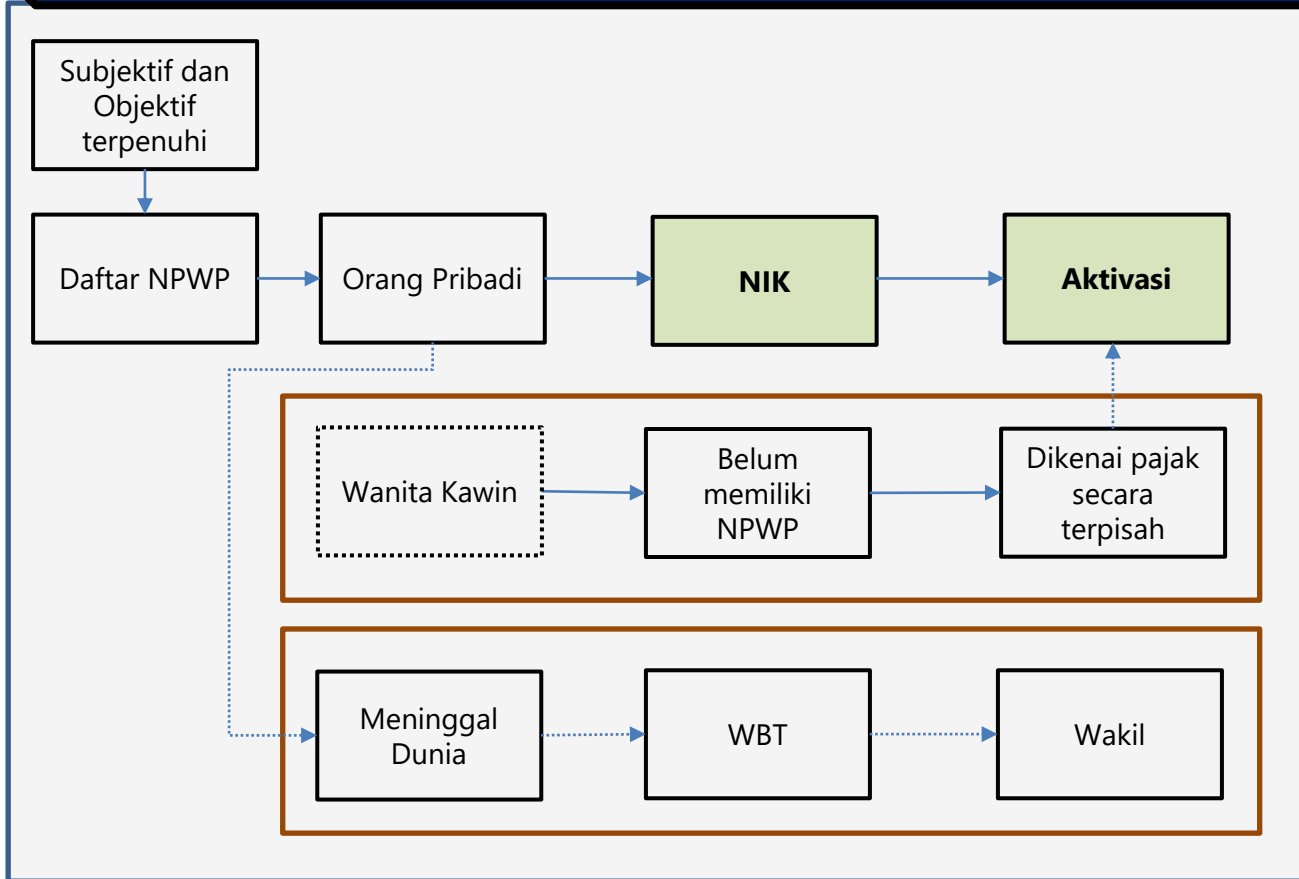 Subjektif dan
Objektif
terpenuhi
Daftar NPWP
Orang Pribadi
NIK
Aktivasi
Wanita Kawin
Belum
memiliki
NPWP
Dikenai pajak
secara
terpisah
Meninggal
Dunia
WBT
Wakil